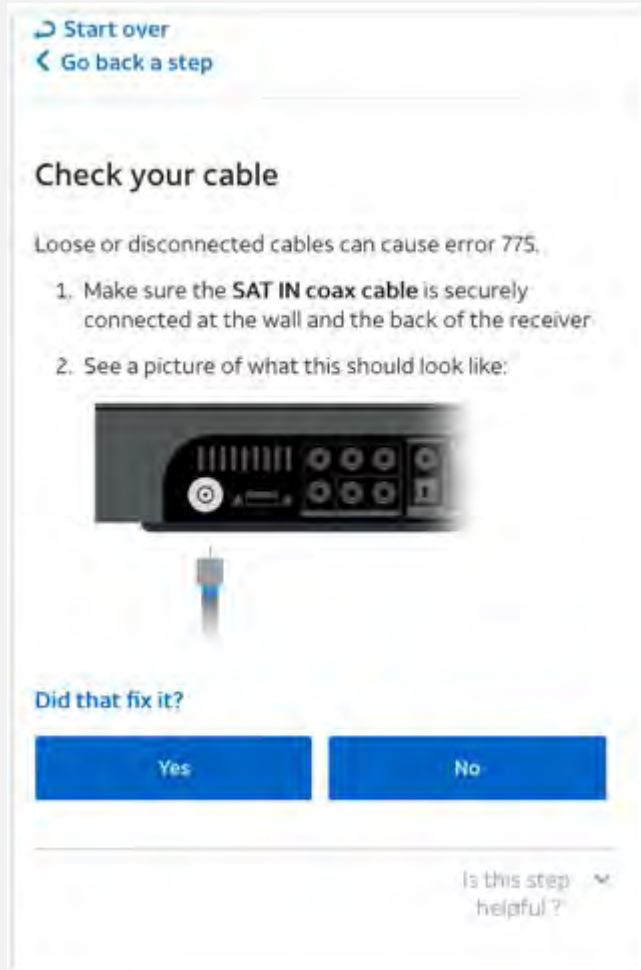 Start over
Go back a step
Check your cable
Loose or disconnected cables can cause error 775.
1. Make sure the SAT IN coax cable is securely
connected at the wall and the back of the receiver
2. See a picture of what this should look like:
Did that fix it?
Yes
No
Is this step
helpful ?